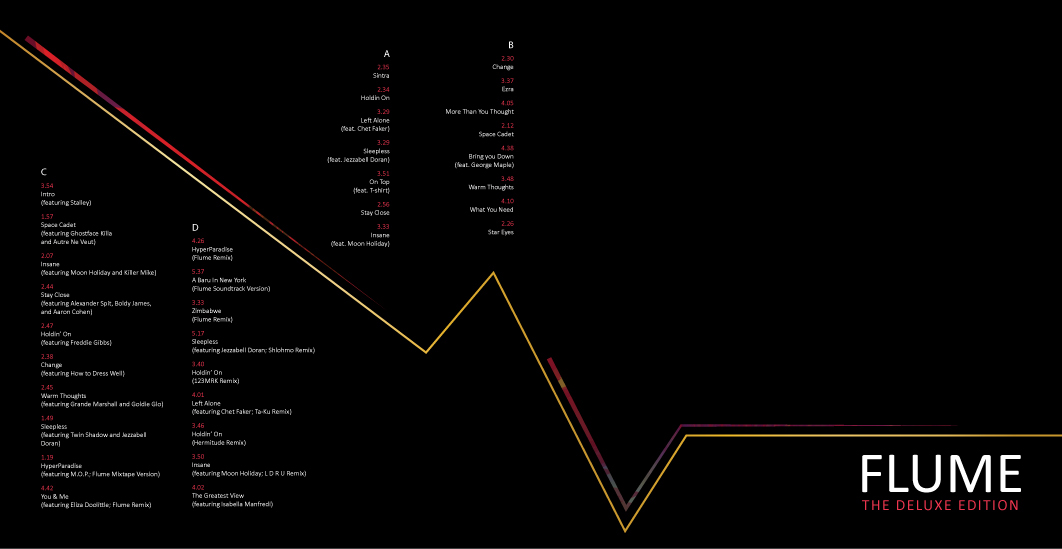 A
2.35
Sintra
2.34
Holdin On
3.29
Left Alone
(feat. Chet Faker)
3.29
Sleepless
(feat. Jezzabell Doran)
3.51
On Top
(feat. T-shirt)
2.56
Stay Close
3.33
Insane
(feat. Moon Holiday)
B
2.30
Change
3.37
Ezra
4.05
More Than You Thought
2.12
Space Cadet
4.18
Bring you Down
(feat. George Maple)
3.48
Warm Thoughts
4.10
What You Need
2.26
Star Eyes
C
3.54
Intro
(featuring Stalley)
1.57
Space Cadet
(featuring Ghostface Killa
and Autre Ne Veut)
2.07
Insane
(featuring Moon Holiday and Killer Mike)
2.44
Stay Close
(featuring Alexander Spit, Boldy James,
and Aaron Cohen)
2.47
Holdin' On
(featuring Freddie Gibbs)
2.38
Change
(featuring How to Dress Well)
2.45
Warm Thoughts
(featuring Grande Marshall and Goldie Glo)
1.49
Sleepless
(featuring Twin Shadow and Jezzabell
Doran)
1.19
HyperParadise
(featuring M.O.P.; Flume Mixtape Version)
4.42
You & Me
(featuring Eliza Doolittle; Flume Remix)
D
4.26
HyperParadise
(Flume Remix)
5.37
A Baru In New York
(Flume Soundtrack Version)
3.33
Zimbabwe
(Flume Remix)
5.17
Sleepless
(featuring Jezzabell Doran; Shlohmo Remix)
3.40
Holdin' On
(123MRK Remix)
4.01
Left Alone
(featuring Chet Faker; Ta-Ku Remix)
3.46
Holdin' On
(Hermitude Remix)
3.50
Insane
(featuring Moon Holiday; L D R U Remix)
4.02
The Greatest View
(featuring Isabella Manfredi)
FLUME
THE DELUXE EDITION